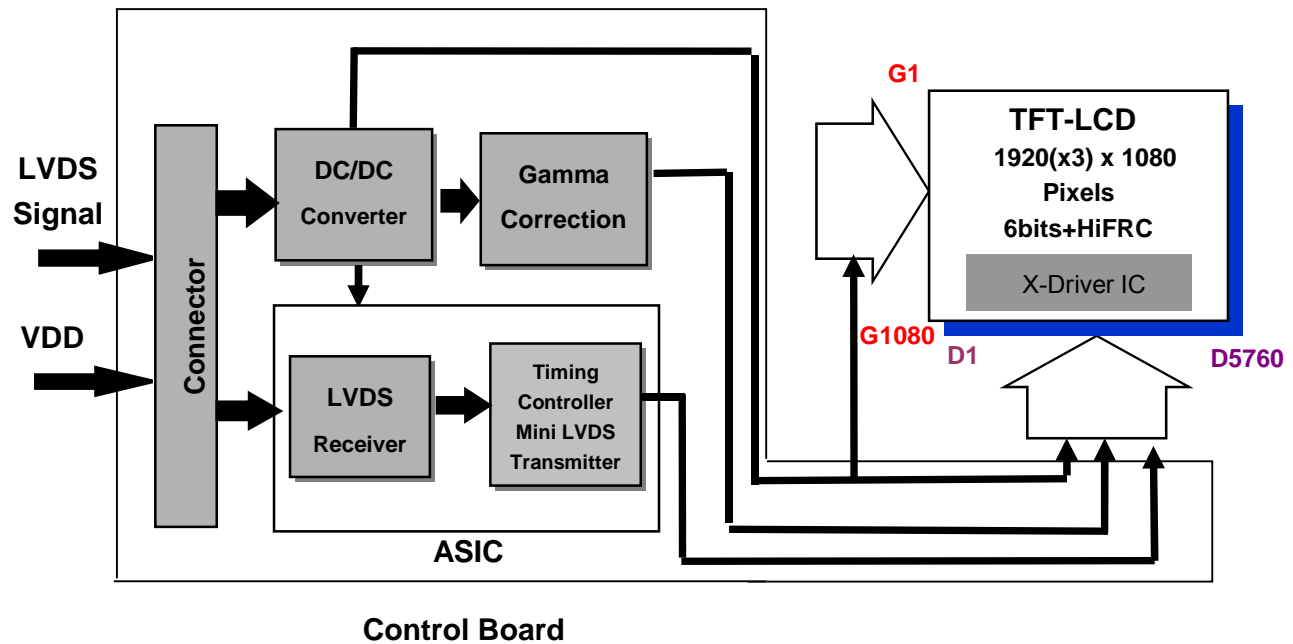 LVDS
Signal
VDD
Connector
DC/DC
Converter
Gamma
Correction
LVDS
Receiver
Timing
Controller
Mini LVDS
Transmitter
ASIC
G1
TFT-LCD
1920(x3) x 1080
Pixels
6bits+HiFRC
X-Driver IC
G1080
D1
D5760
Control Board